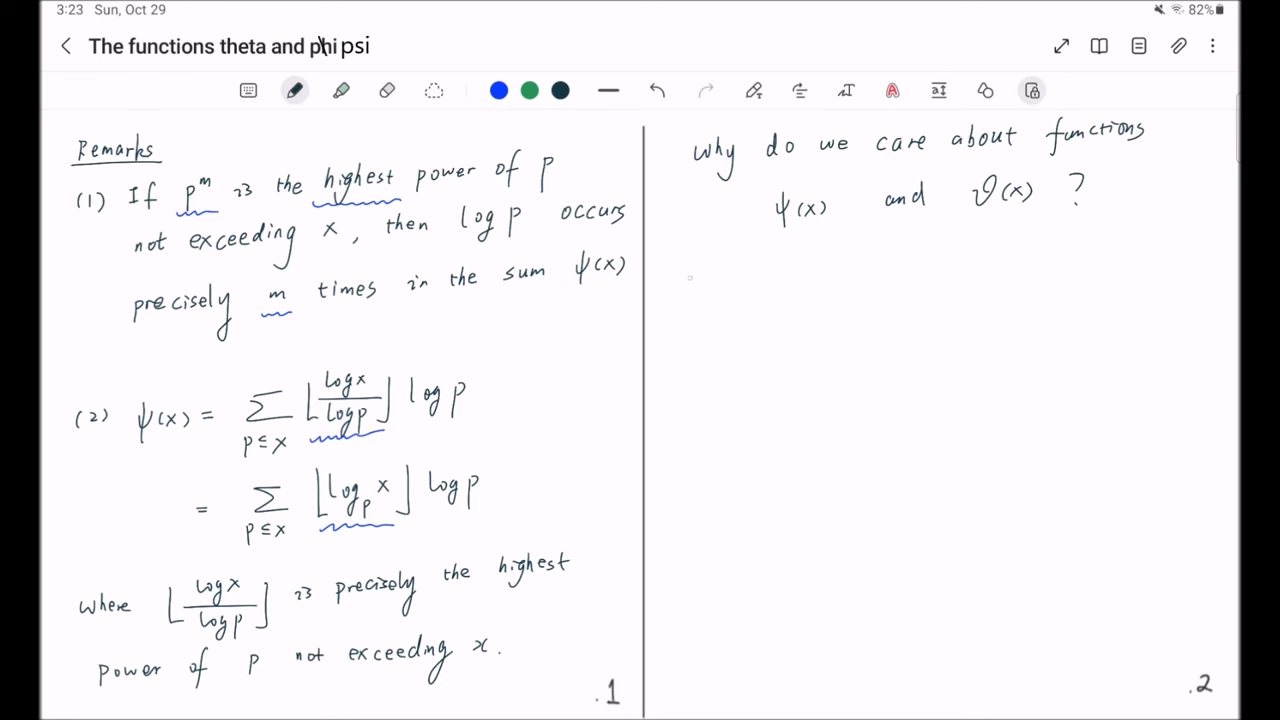 3:23 Sun, Oct 29
82%
The functions theta and phi psi
Remarks
(1) If p^m is the highest power of p
not exceeding x, then log p occurs
precisely m times in the sum ψ(x)
(2) ψ(x) = ∑_{p≤x} ⌊log x / log p⌋ log p
= ∑_{p≤x} ⌊log_p x⌋ log p
where ⌊log x / log p⌋ is precisely the highest
power of p not exceeding x.
.1
why do we care about functions
ψ(x) and ϑ(x) ?
.2